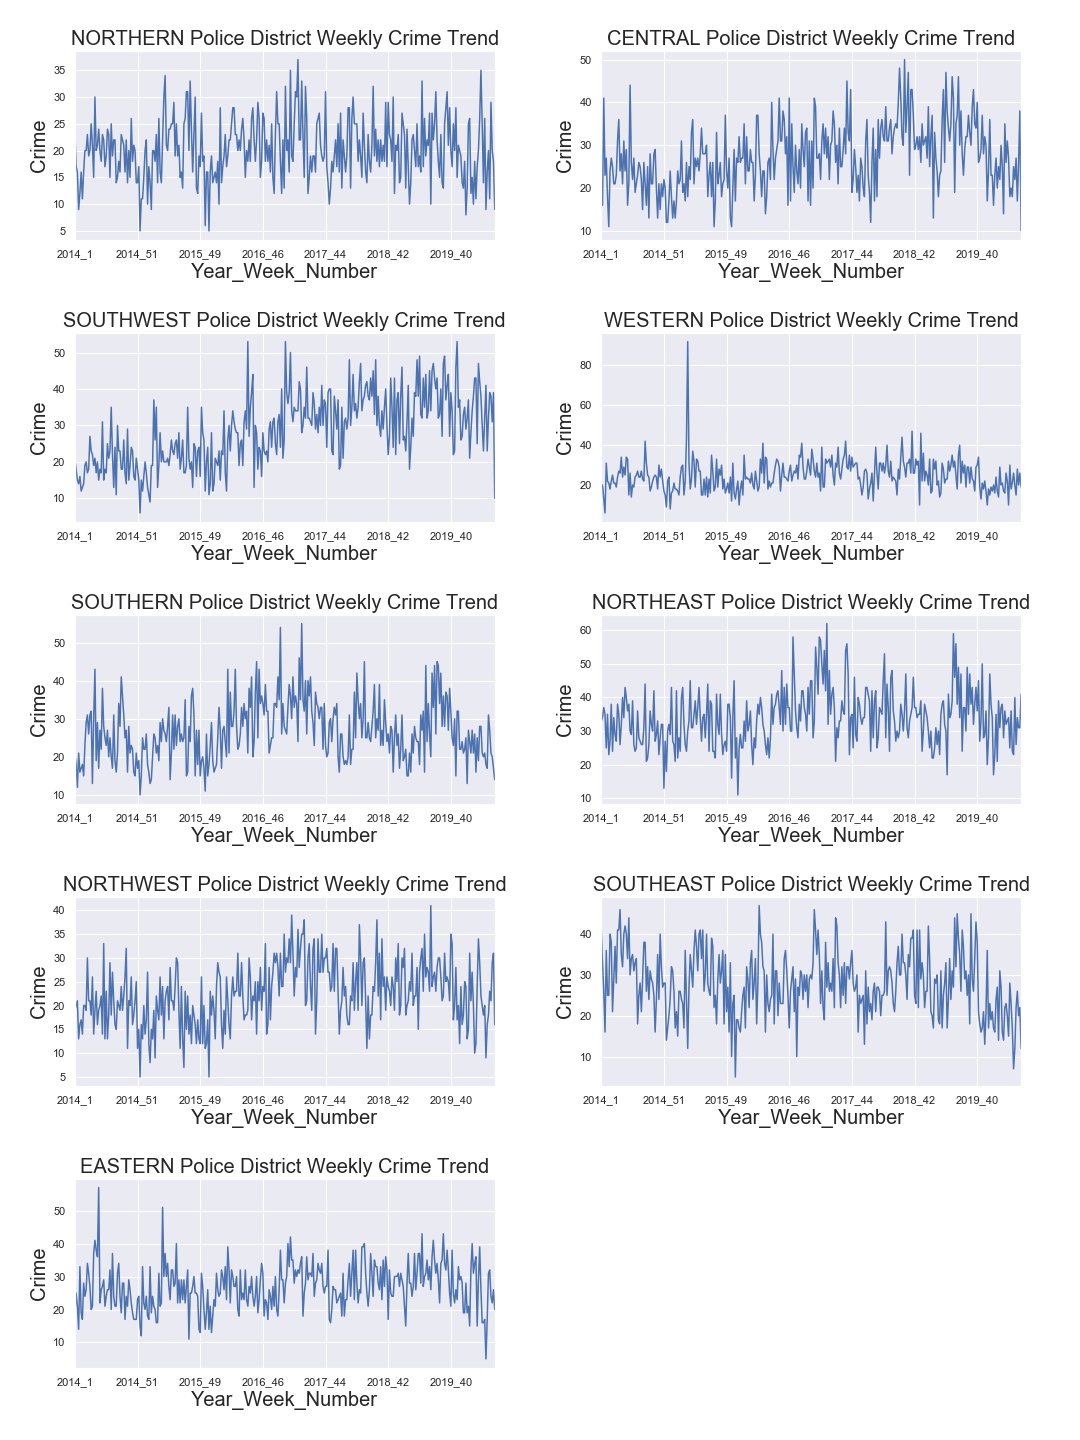 NORTHERN Police District Weekly Crime Trend
Crime
35
30
25
20
15
10
5
2014_1 2014_51 2015_49 2016_46 2017_44 2018_42 2019_40
Year_Week_Number
CENTRAL Police District Weekly Crime Trend
Crime
50
40
30
20
10
2014_1 2014_51 2015_49 2016_46 2017_44 2018_42 2019_40
Year_Week_Number
SOUTHWEST Police District Weekly Crime Trend
Crime
50
40
30
20
10
2014_1 2014_51 2015_49 2016_46 2017_44 2018_42 2019_40
Year_Week_Number
WESTERN Police District Weekly Crime Trend
Crime
80
60
40
20
2014_1 2014_51 2015_49 2016_46 2017_44 2018_42 2019_40
Year_Week_Number
SOUTHERN Police District Weekly Crime Trend
Crime
50
40
30
20
10
2014_1 2014_51 2015_49 2016_46 2017_44 2018_42 2019_40
Year_Week_Number
NORTHEAST Police District Weekly Crime Trend
Crime
60
50
40
30
20
10
2014_1 2014_51 2015_49 2016_46 2017_44 2018_42 2019_40
Year_Week_Number
NORTHWEST Police District Weekly Crime Trend
Crime
40
35
30
25
20
15
10
5
2014_1 2014_51 2015_49 2016_46 2017_44 2018_42 2019_40
Year_Week_Number
SOUTHEAST Police District Weekly Crime Trend
Crime
40
30
20
10
2014_1 2014_51 2015_49 2016_46 2017_44 2018_42 2019_40
Year_Week_Number
EASTERN Police District Weekly Crime Trend
Crime
50
40
30
20
10
2014_1 2014_51 2015_49 2016_46 2017_44 2018_42 2019_40
Year_Week_Number